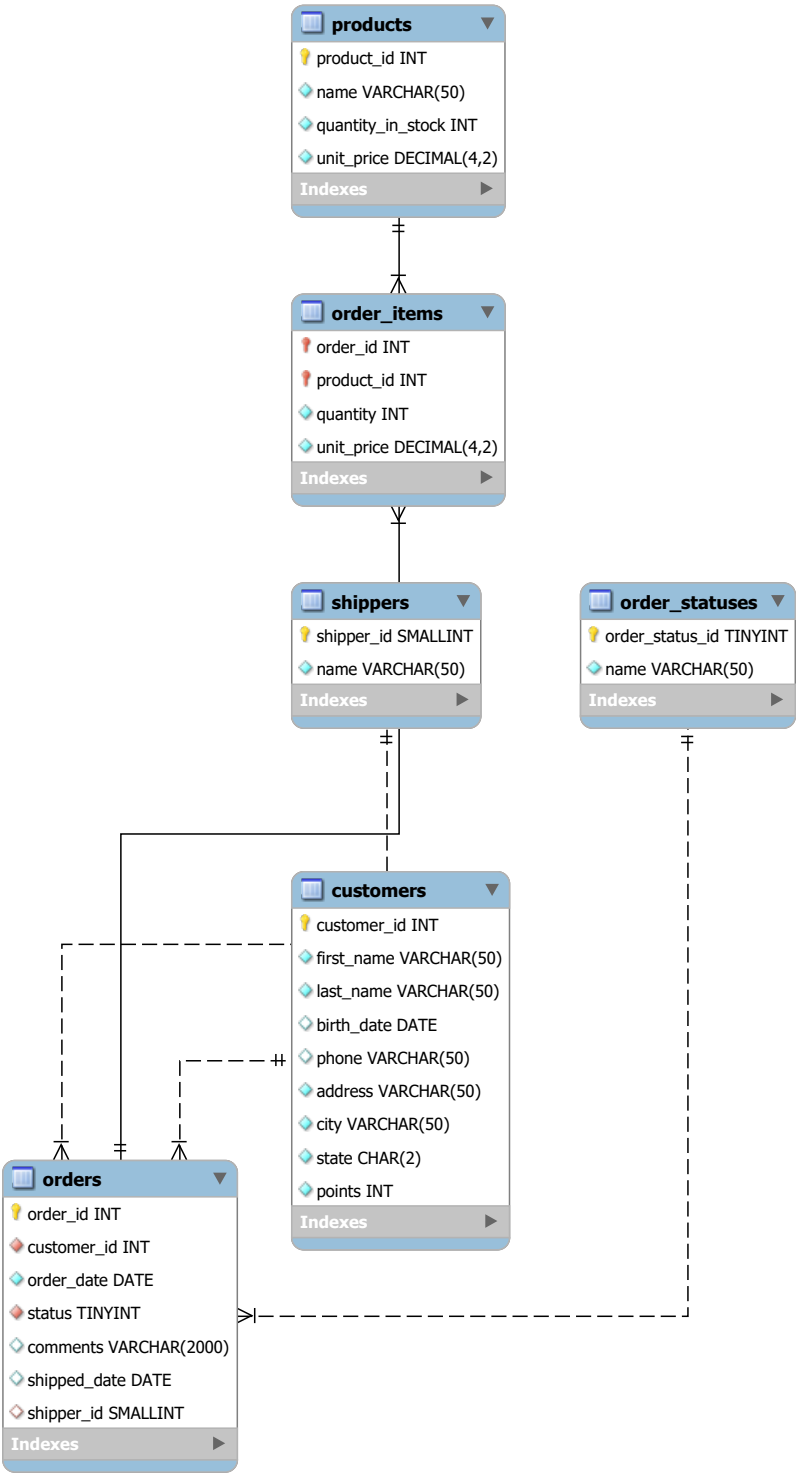 products
product_id INT
name VARCHAR(50)
quantity_in_stock INT
unit_price DECIMAL(4,2)
Indexes
order_items
order_id INT
product_id INT
quantity INT
unit_price DECIMAL(4,2)
Indexes
shippers
shipper_id SMALLINT
name VARCHAR(50)
Indexes
order_statuses
order_status_id TINYINT
name VARCHAR(50)
Indexes
customers
customer_id INT
first_name VARCHAR(50)
last_name VARCHAR(50)
birth_date DATE
phone VARCHAR(50)
address VARCHAR(50)
city VARCHAR(50)
state CHAR(2)
points INT
Indexes
orders
order_id INT
customer_id INT
order_date DATE
status TINYINT
comments VARCHAR(2000)
shipped_date DATE
shipper_id SMALLINT
Indexes